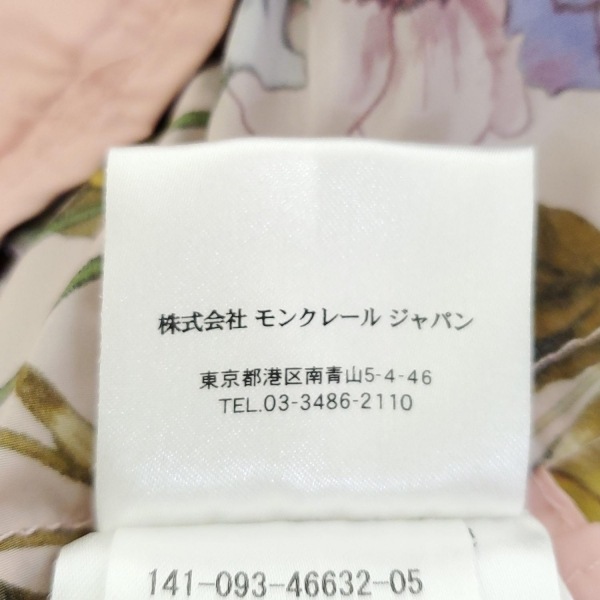 株式会社 モンクレール ジャパン
東京都港区南青山5-4-46
TEL.03-3486-2110
141-093-46632-05